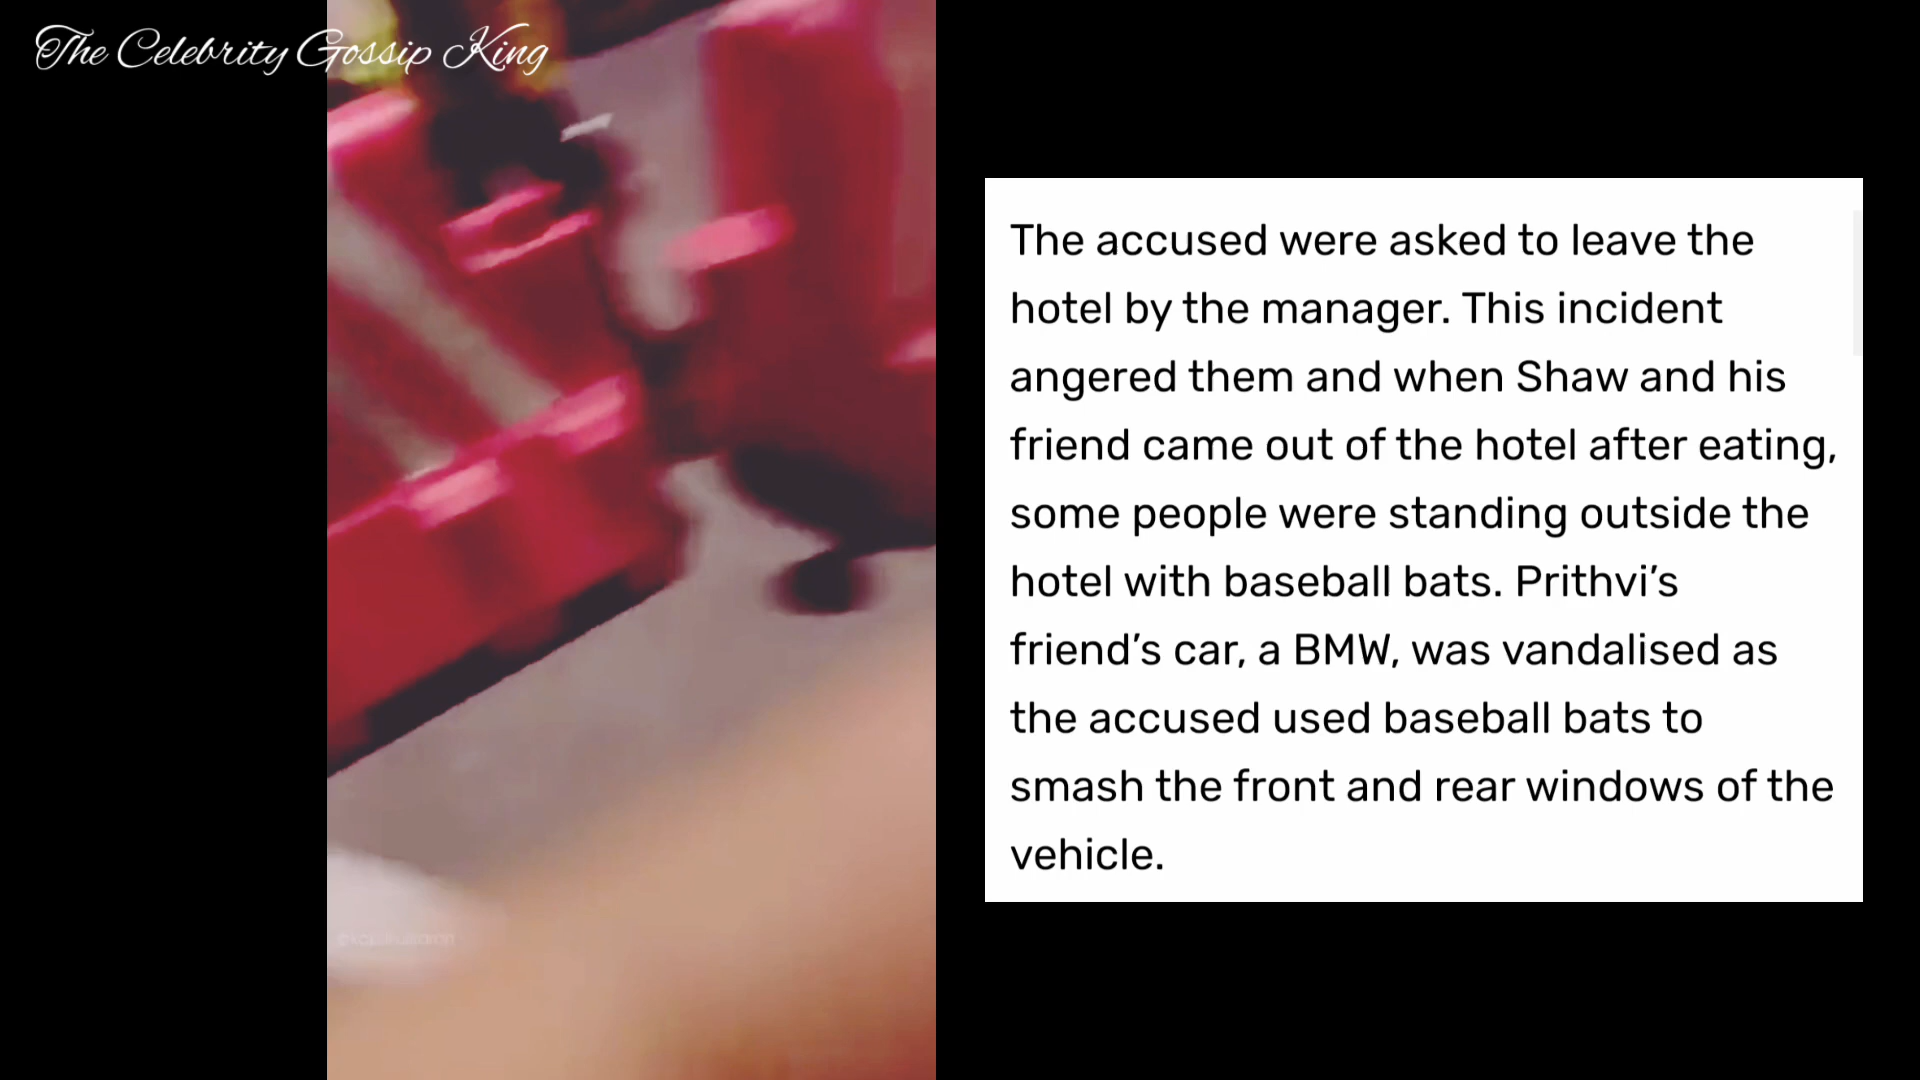 The Celebrity Gossip King
The accused were asked to leave the
hotel by the manager. This incident
angered them and when Shaw and his
friend came out of the hotel after eating,
some people were standing outside the
hotel with baseball bats. Prithvi’s
friend’s car, a BMW, was vandalised as
the accused used baseball bats to
smash the front and rear windows of the
vehicle.